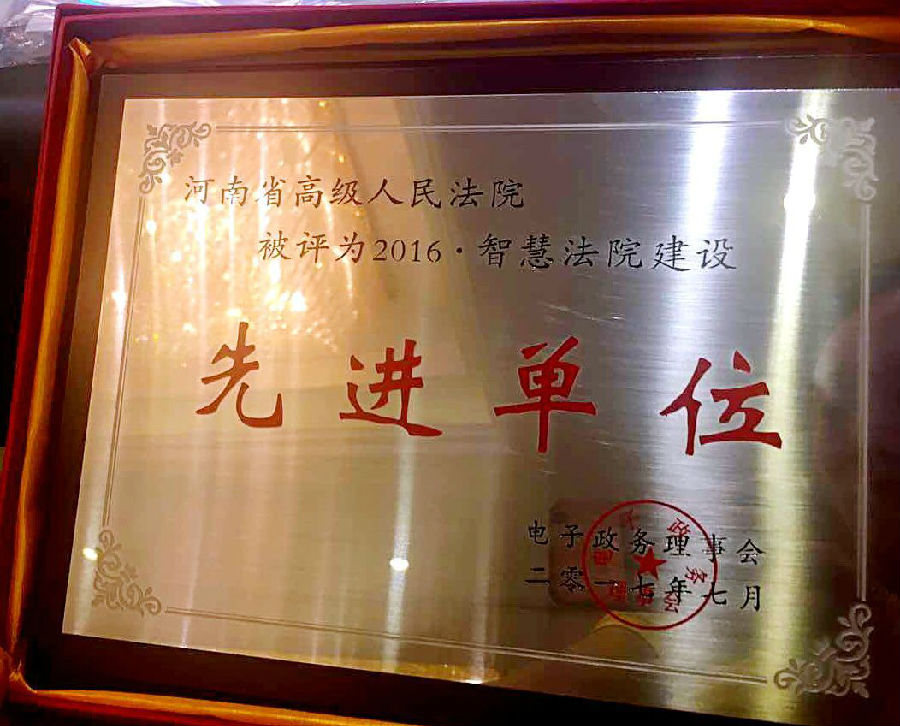 河南省高级人民法院
被评为2016·智慧法院建设
先进单位
电子政务理事会
二零一七年七月